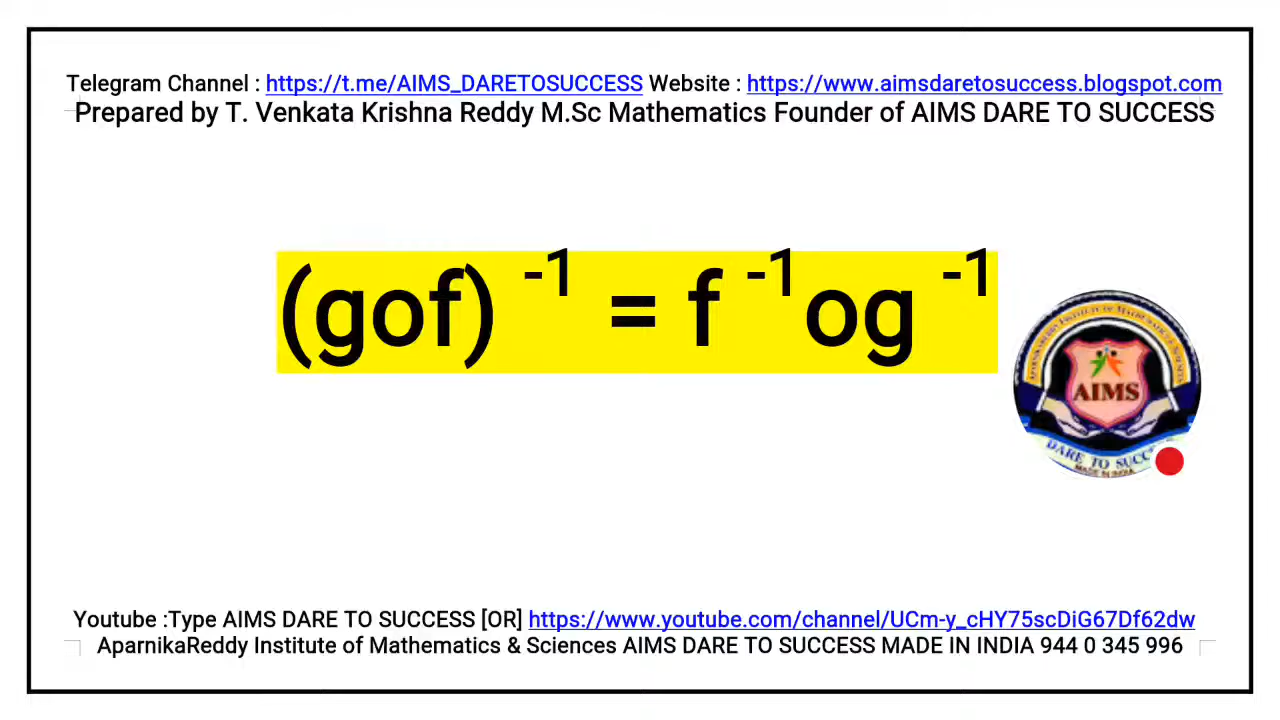 Telegram Channel : https://t.me/AIMS_DARETOSUCCESS Website : https://www.aimsdaretosuccess.blogspot.com
Prepared by T. Venkata Krishna Reddy M.Sc Mathematics Founder of AIMS DARE TO SUCCESS
(gof) -1 = f -1og -1
AIMS
DARE TO SUCC
MADE IN INDIA
Youtube :Type AIMS DARE TO SUCCESS [OR] https://www.youtube.com/channel/UCm-y_cHY75scDiG67Df62dw
AparnikaReddy Institute of Mathematics & Sciences AIMS DARE TO SUCCESS MADE IN INDIA 944 0 345 996